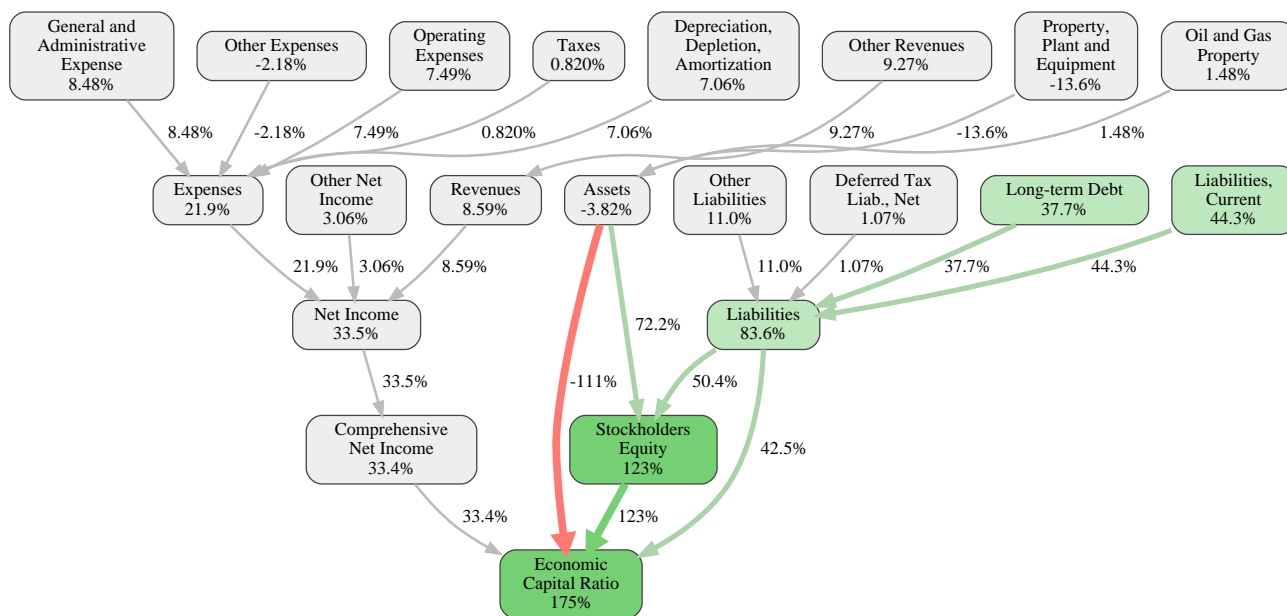 General and
Administrative
Expense
8.48%
Other Expenses
-2.18%
Operating
Expenses
7.49%
Taxes
0.820%
Depreciation,
Depletion,
Amortization
7.06%
Other Revenues
9.27%
Property,
Plant and
Equipment
-13.6%
Oil and Gas
Property
1.48%
8.48%
-2.18%
7.49%
0.820%
7.06%
9.27%
-13.6%
1.48%
Expenses
21.9%
Other Net
Income
3.06%
Revenues
8.59%
Assets
-3.82%
Other
Liabilities
11.0%
Deferred Tax
Liab., Net
1.07%
Long-term Debt
37.7%
Liabilities,
Current
44.3%
21.9%
3.06%
8.59%
11.0%
1.07%
37.7%
44.3%
Net Income
33.5%
72.2%
Liabilities
83.6%
33.5%
-111%
50.4%
Comprehensive
Net Income
33.4%
Stockholders
Equity
123%
42.5%
33.4%
123%
Economic
Capital Ratio
175%